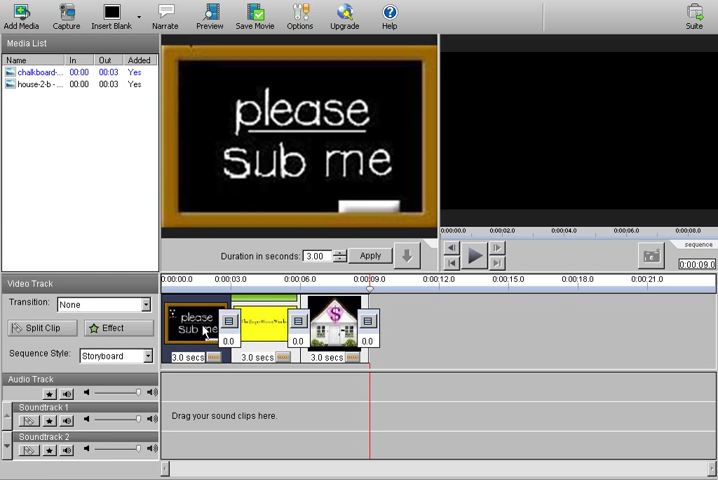 Add Media Capture Insert Blank Narrate Preview Save Movie Options Upgrade Help Suite
Media List
Name In Out Added
chalkboard-... 00:00 00:03 Yes
house-2-b - ... 00:00 00:03 Yes
please
sub me
Duration in seconds: 3.00 Apply
0:00:00.0 0:00:02.0 0:00:04.0 0:00:06.0 0:00:08.0
sequence
0:00:09.0
Video Track
0:00:00.0 0:00:03.0 0:00:06.0 0:00:09.0 0:00:12.0 0:00:15.0 0:00:18.0 0:00:21.0
Transition: None
Split Clip Effect
Sequence Style: Storyboard
please
sub me
$
0.0 0.0 0.0
3.0 secs 3.0 secs 3.0 secs
Audio Track
Soundtrack 1
Drag your sound clips here.
Soundtrack 2